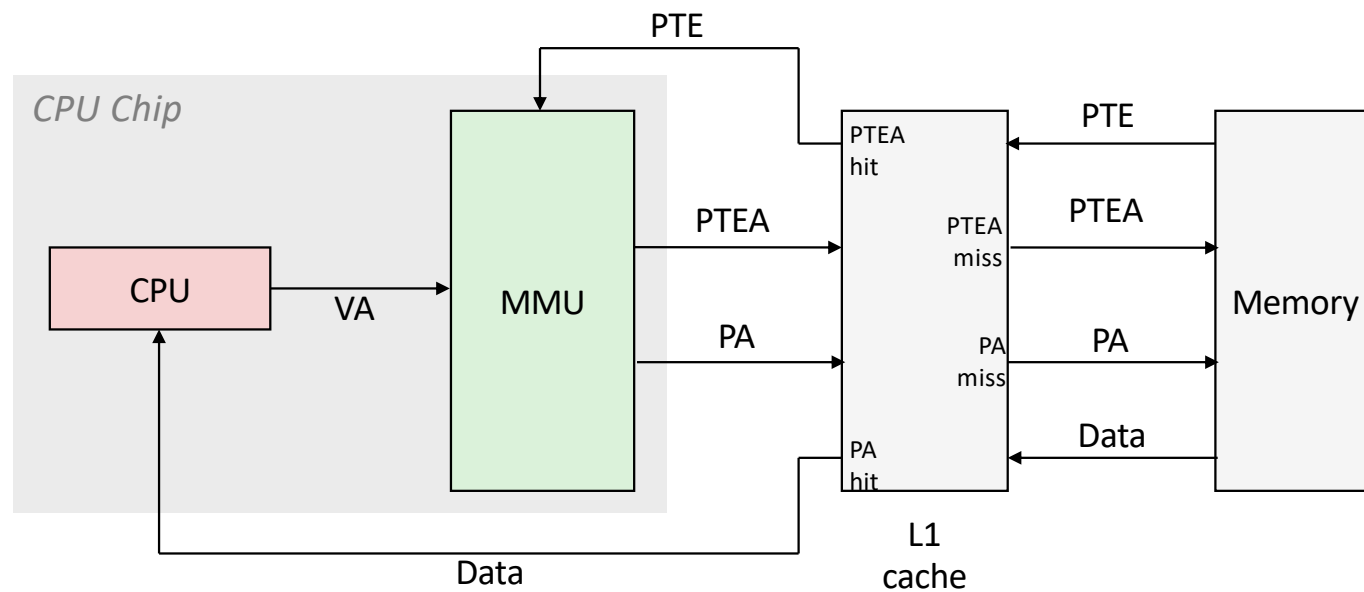 PTE
CPU Chip
PTEA
hit
PTE
PTEA
PTEA
miss
PTEA
CPU
VA
MMU
Memory
PA
PA
miss
PA
PA
hit
Data
L1
cache
Data